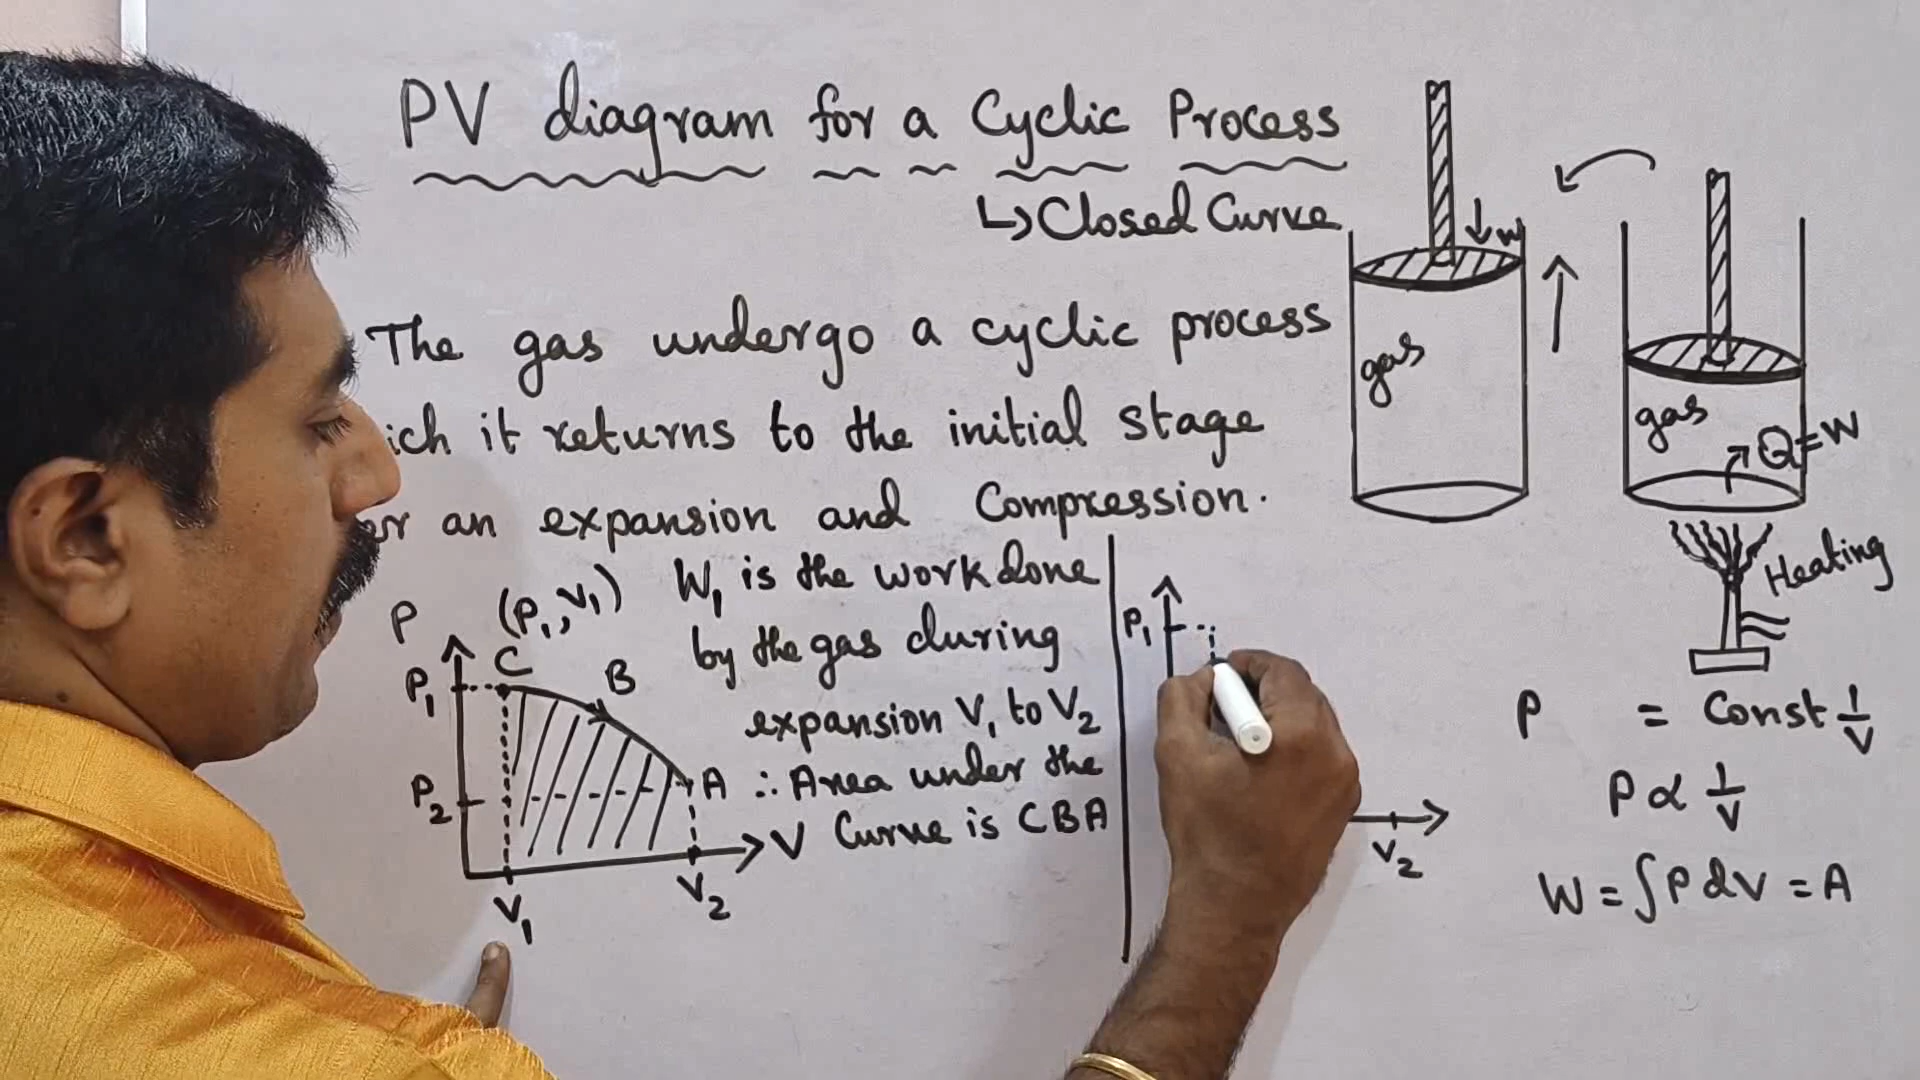 PV diagram for a Cyclic Process
↳ Closed Curve
The gas undergo a cyclic process
it returns to the initial stage
an expansion and Compression.
W₁ is the work done
by the gas during
expansion V₁ to V₂
∴ Area under the
Curve is CBA
P
(P₁, V₁)
C
B
P₁
P₂
A
V
V₁
V₂
P₁
V₂
W
gas
gas
Q = W
Heating
P = Const 1/V
P ∝ 1/V
W = ∫ P dV = A